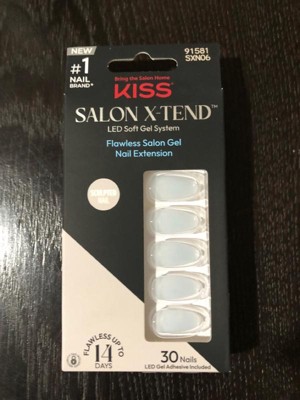 NEW
#1
NAIL
BRAND
91581
SXN06
Bring the Salon Home
KISS
SALON X-TEND™
LED Soft Gel System
Flawless Salon Gel
Nail Extension
FLAWLESS UP TO
14
DAYS
30 Nails
LED Gel Adhesive Included